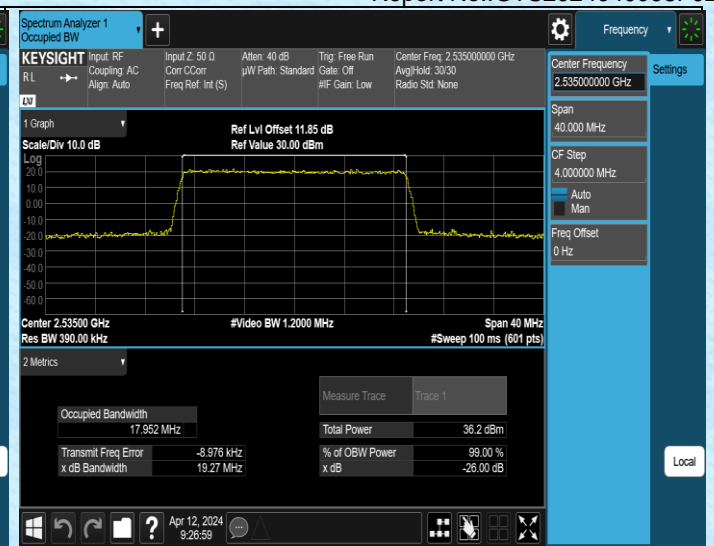 Spectrum Analyzer 1
Occupied BW
Frequency
KEYSIGHT
RL
LXI
Input: RF
Coupling: AC
Align: Auto
Input Z: 50 Ω
Corr CCorr
Freq Ref: Int (S)
Atten: 40 dB
µW Path: Standard
Trig: Free Run
Gate: Off
#IF Gain: Low
Center Freq: 2.535000000 GHz
Avg|Hold: 30/30
Radio Std: None
Center Frequency
2.535000000 GHz
Settings
Span
40.000 MHz
CF Step
4.000000 MHz
Auto
Man
Freq Offset
0 Hz
1 Graph
Scale/Div 10.0 dB
Ref Lvl Offset 11.85 dB
Ref Value 30.00 dBm
Log
20.0
10.0
0.00
-10.0
-20.0
-30.0
-40.0
-50.0
-60.0
Center 2.53500 GHz
Res BW 390.00 kHz
#Video BW 1.2000 MHz
Span 40 MHz
#Sweep 100 ms (601 pts)
2 Metrics
Measure Trace Trace 1
Occupied Bandwidth
17.952 MHz
Total Power 36.2 dBm
Transmit Freq Error -8.976 kHz
% of OBW Power 99.00 %
x dB Bandwidth 19.27 MHz
x dB -26.00 dB
Local
?
Apr 12, 2024
9:26:59